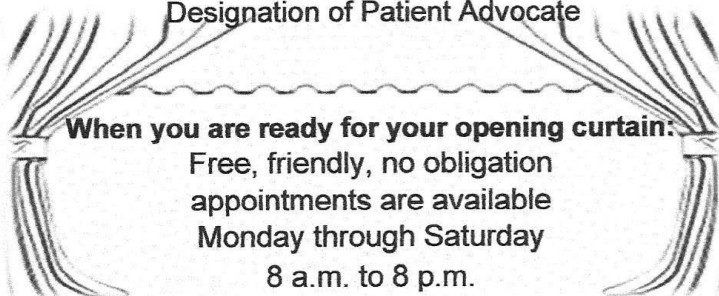 Designation of Patient Advocate
When you are ready for your opening curtain:
Free, friendly, no obligation
appointments are available
Monday through Saturday
8 a.m. to 8 p.m.